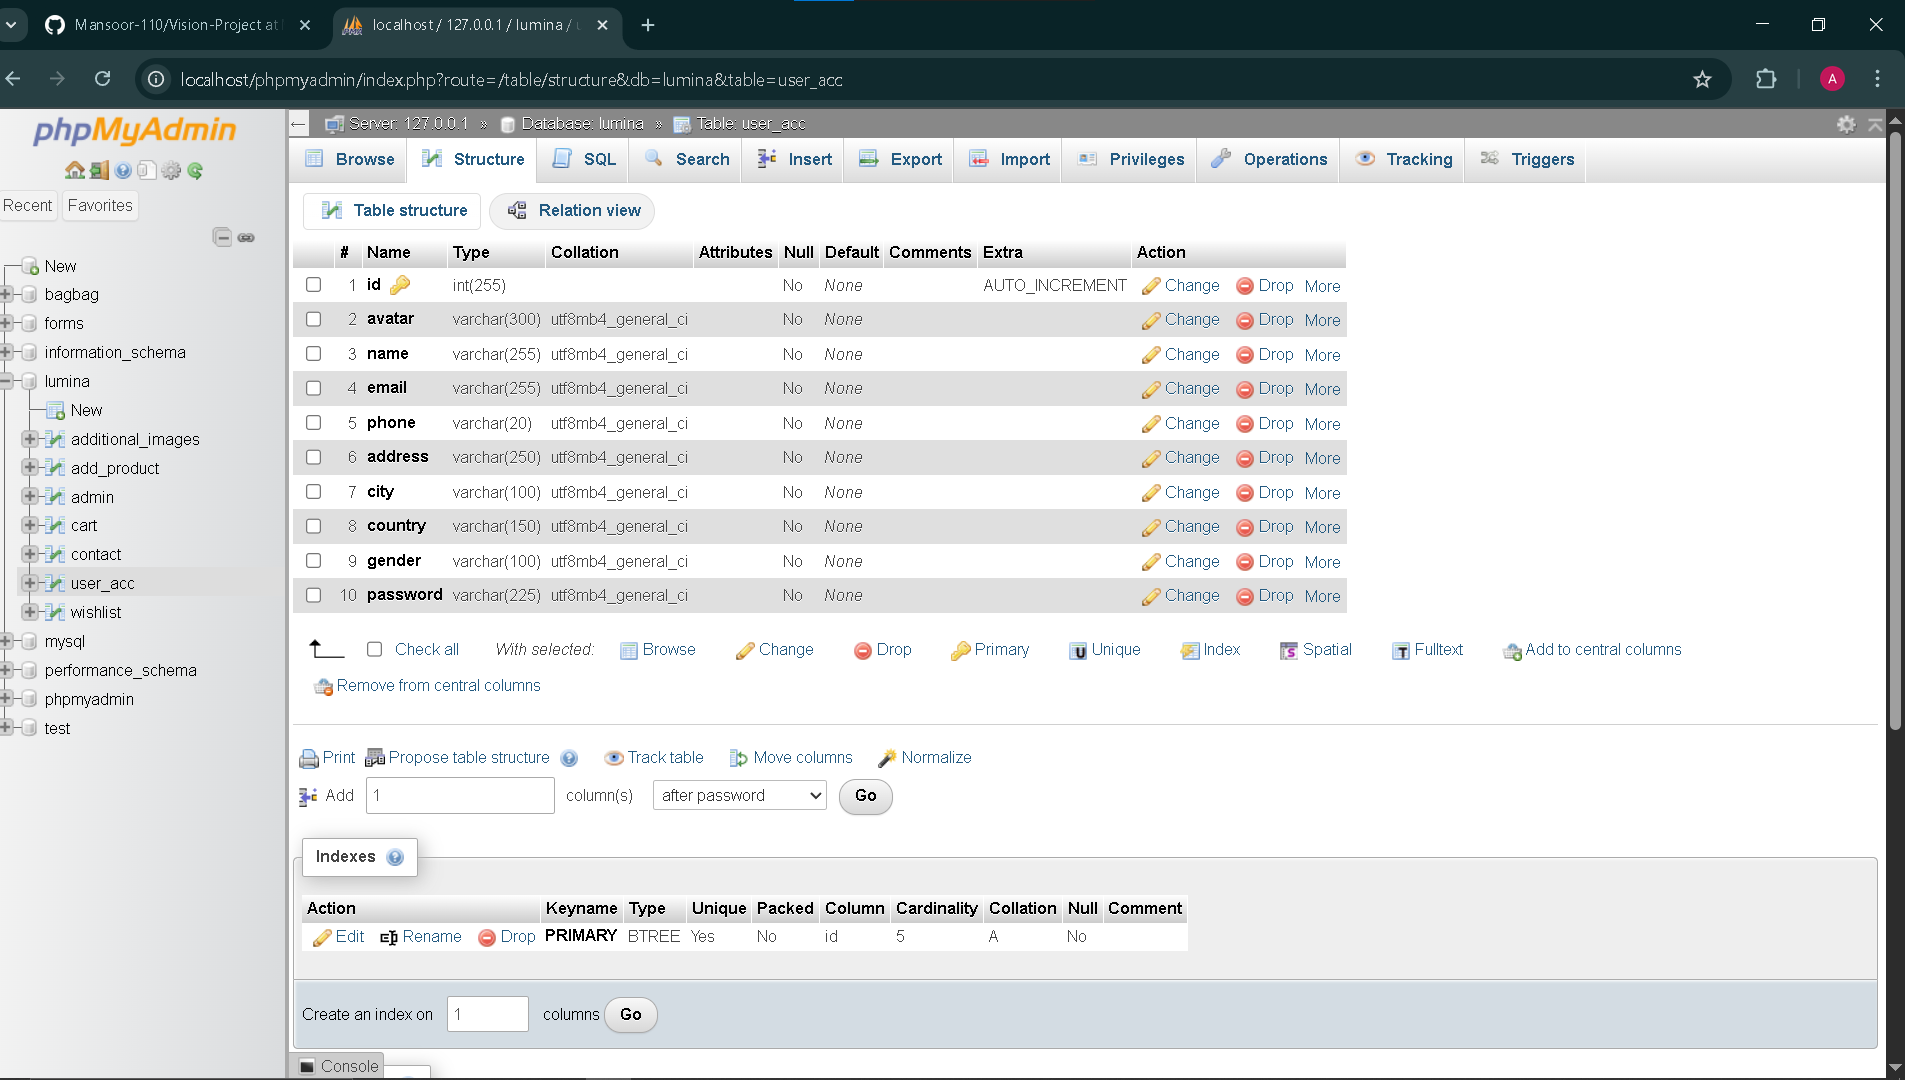 Mansoor-110/Vision-Project at
localhost / 127.0.0.1 / lumina /
localhost/phpmyadmin/index.php?route=/table/structure&db=lumina&table=user_acc
A
phpMyAdmin
Recent
Favorites
New
bagbag
forms
information_schema
lumina
New
additional_images
add_product
admin
cart
contact
user_acc
wishlist
mysql
performance_schema
phpmyadmin
test
Server: 127.0.0.1 » Database: lumina » Table: user_acc
Browse Structure SQL Search Insert Export Import Privileges Operations Tracking Triggers
Table structure Relation view
# Name Type Collation Attributes Null Default Comments Extra Action
1 id int(255) No None AUTO_INCREMENT Change Drop More
2 avatar varchar(300) utf8mb4_general_ci No None Change Drop More
3 name varchar(255) utf8mb4_general_ci No None Change Drop More
4 email varchar(255) utf8mb4_general_ci No None Change Drop More
5 phone varchar(20) utf8mb4_general_ci No None Change Drop More
6 address varchar(250) utf8mb4_general_ci No None Change Drop More
7 city varchar(100) utf8mb4_general_ci No None Change Drop More
8 country varchar(150) utf8mb4_general_ci No None Change Drop More
9 gender varchar(100) utf8mb4_general_ci No None Change Drop More
10 password varchar(225) utf8mb4_general_ci No None Change Drop More
Check all With selected: Browse Change Drop Primary Unique Index Spatial Fulltext Add to central columns
Remove from central columns
Print Propose table structure Track table Move columns Normalize
Add 1 column(s) after password Go
Indexes
Action Keyname Type Unique Packed Column Cardinality Collation Null Comment
Edit Rename Drop PRIMARY BTREE Yes No id 5 A No
Create an index on 1 columns Go
Console